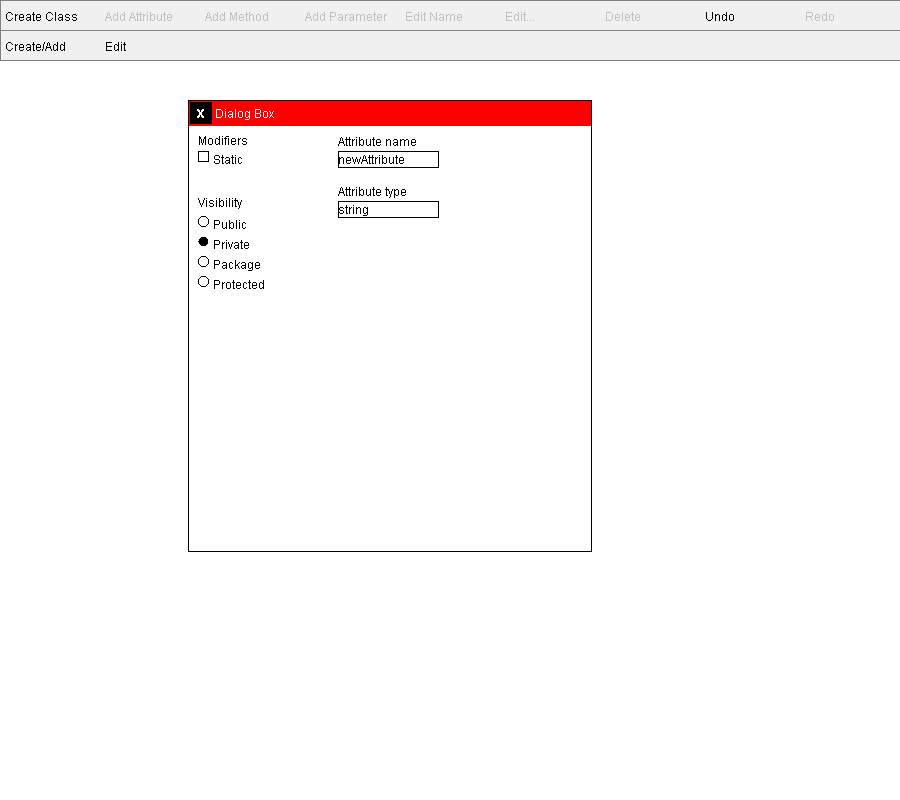 Create Class Add Attribute Add Method Add Parameter Edit Name Edit... Delete Undo Redo
Create/Add Edit
X Dialog Box
Modifiers
Static
Visibility
Public
Private
Package
Protected
Attribute name
newAttribute
Attribute type
string